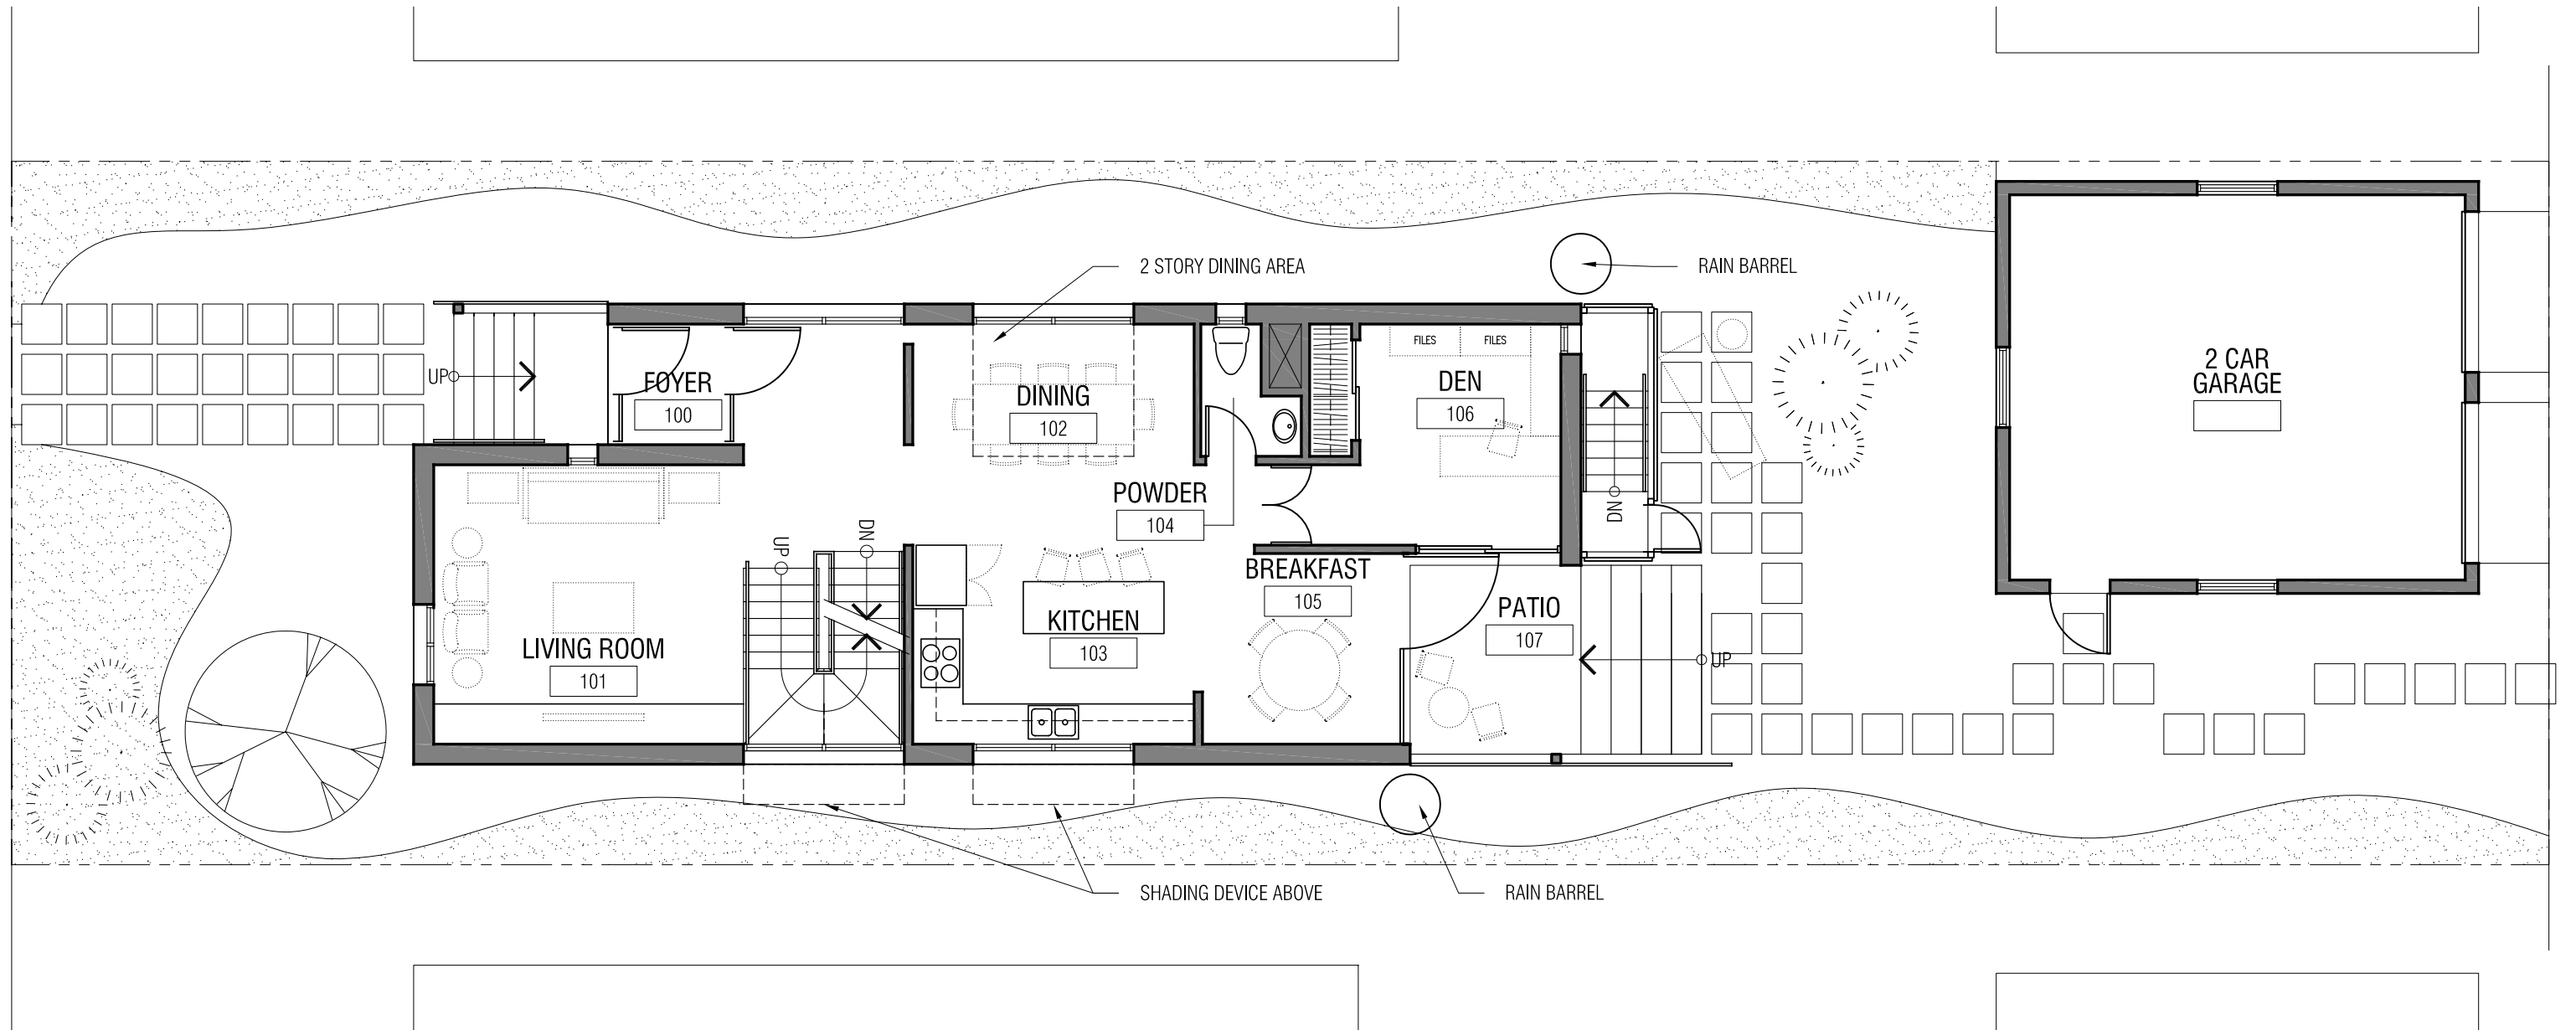 2 STORY DINING AREA
RAIN BARREL
UP
FOYER
100
DINING
102
FILES
FILES
DEN
106
2 CAR
GARAGE
POWDER
104
DN
UP
DN
BREAKFAST
105
KITCHEN
103
PATIO
107
UP
LIVING ROOM
101
SHADING DEVICE ABOVE
RAIN BARREL